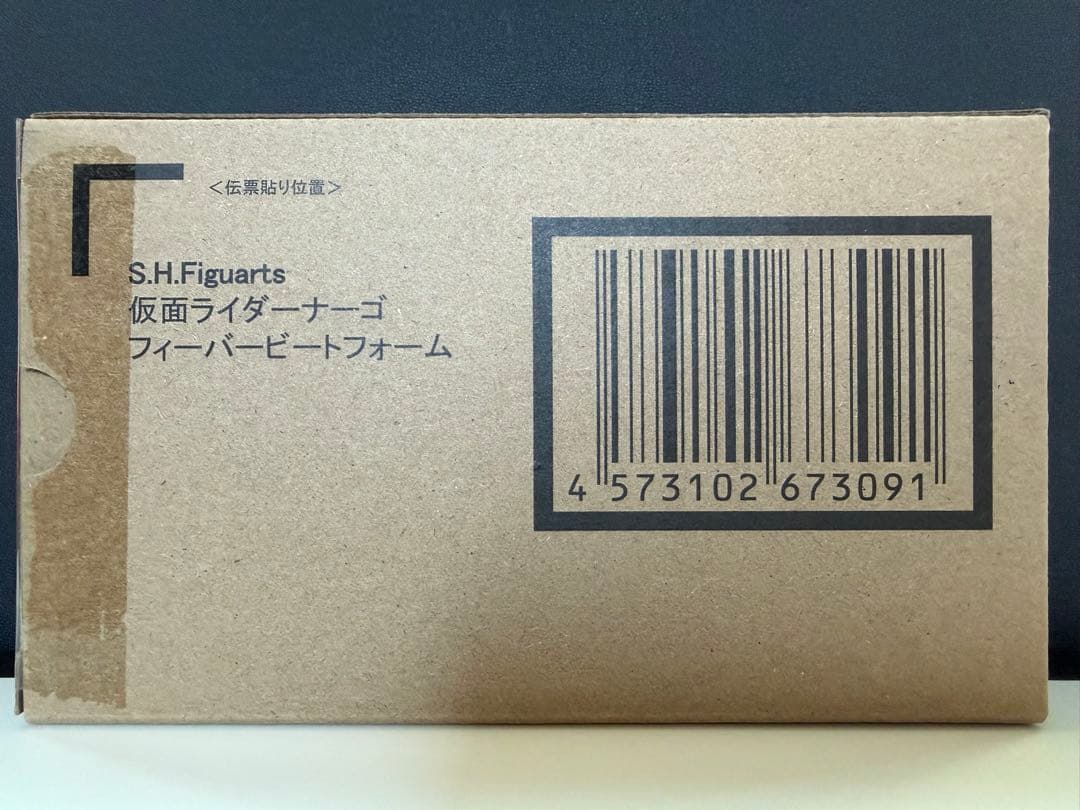 ＜伝票貼り位置＞
S.H.Figuarts
仮面ライダーナーゴ
フィーバービートフォーム
4 573102 673091